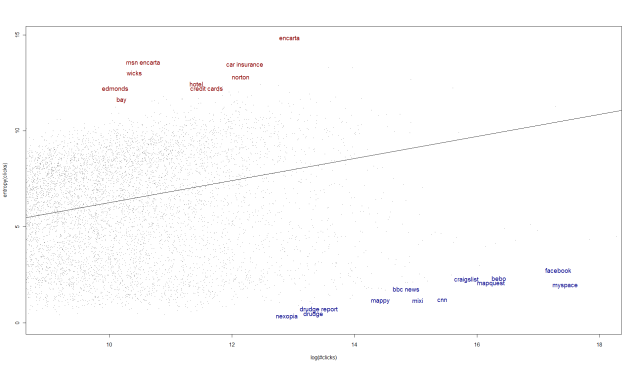 15
encarta
msn encarta
car insurance
wicks
norton
hotel
edmonds
credit cards
bay
10
entropy(clicks)
5
facebook
craigslist
bebo
mapquest
myspace
bbc news
mappy
mixi
cnn
drudge report
drudge
nexopia
0
10
12
14
16
18
log(#clicks)